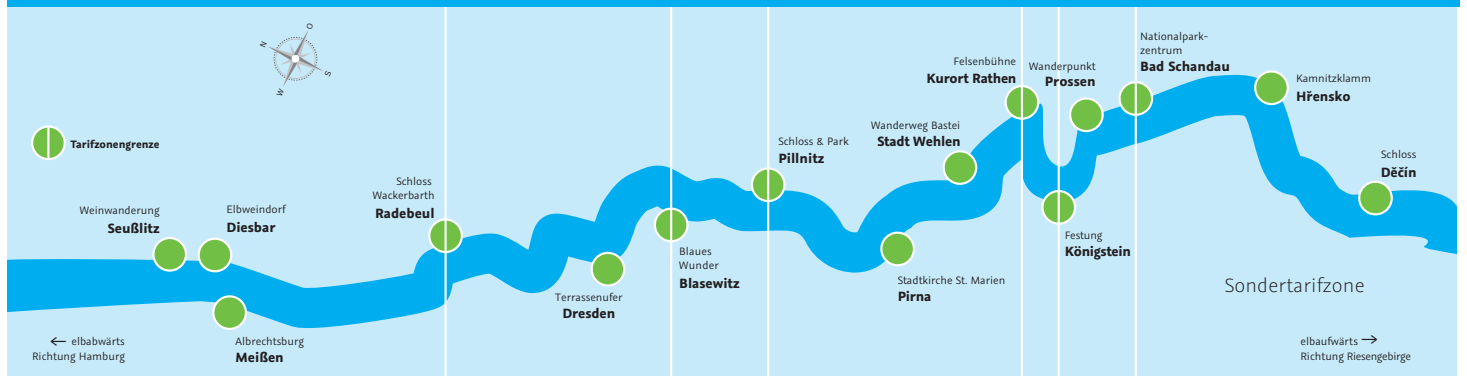 N
O
S
W
Tarifzonengrenze
Weinwanderung
Seußlitz
Elbweindorf
Diesbar
Albrechtsburg
Meißen
Schloss
Wackerbarth
Radebeul
Terrassenufer
Dresden
Blaues
Wunder
Blasewitz
Schloss & Park
Pillnitz
Stadtkirche St. Marien
Pirna
Wanderweg Bastei
Stadt Wehlen
Felsenbühne
Kurort Rathen
Festung
Königstein
Wanderpunkt
Prossen
Nationalpark-
zentrum
Bad Schandau
Kamnitzklamm
Hřensko
Schloss
Děčín
Sondertarifzone
← elbabwärts
Richtung Hamburg
elbaufwärts →
Richtung Riesengebirge